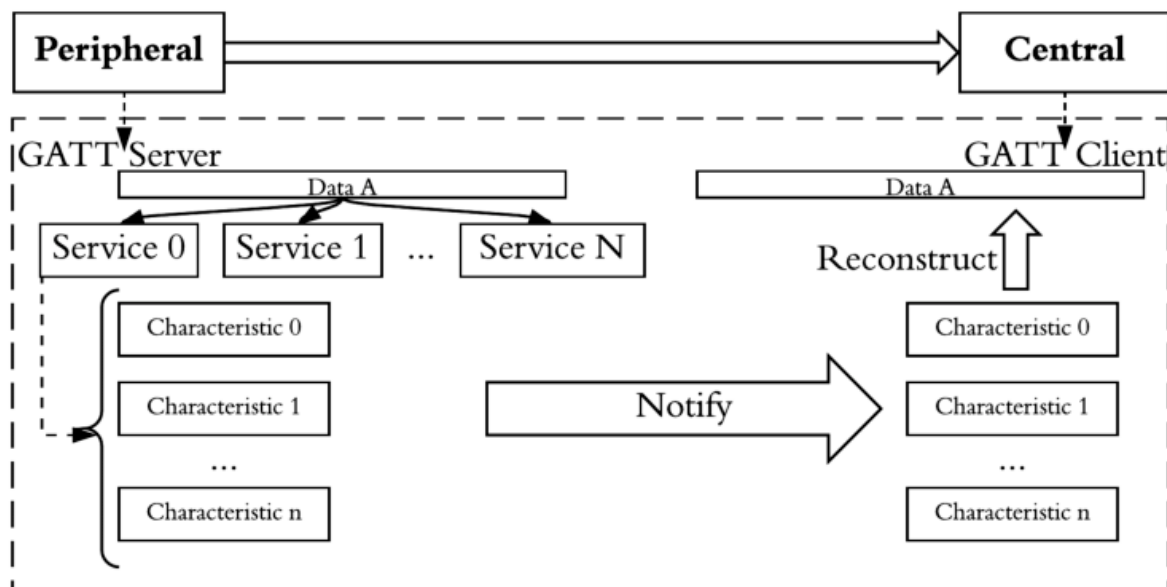 Peripheral
Central
GATT Server
GATT Client
Data A
Data A
Service 0
Service 1
...
Service N
Reconstruct
Characteristic 0
Characteristic 0
Characteristic 1
Notify
Characteristic 1
...
...
Characteristic n
Characteristic n